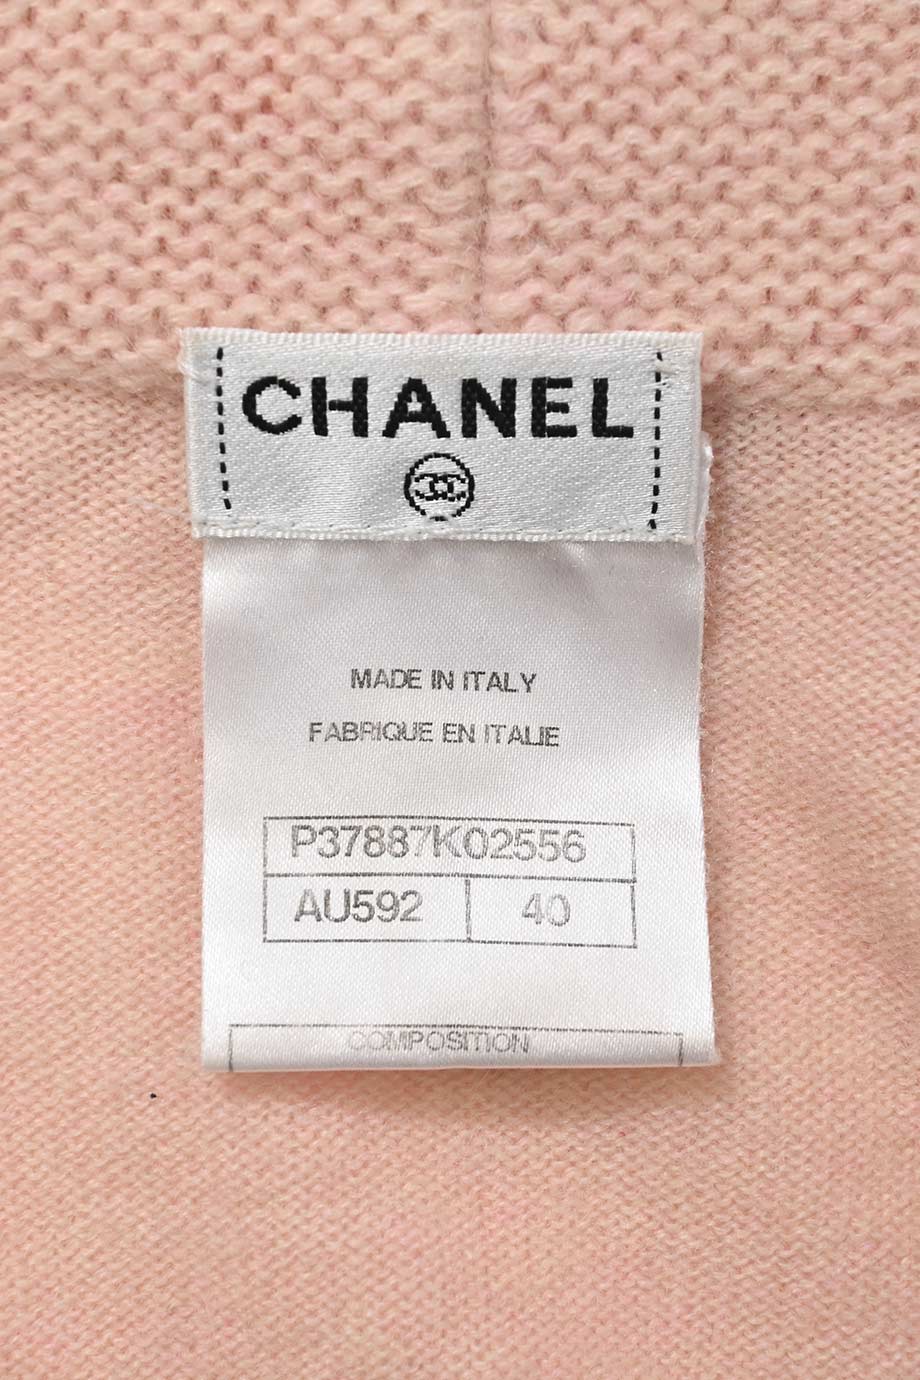 CHANEL
MADE IN ITALY
FABRIQUE EN ITALIE
P37887K02556
AU592 40
COMPOSITION